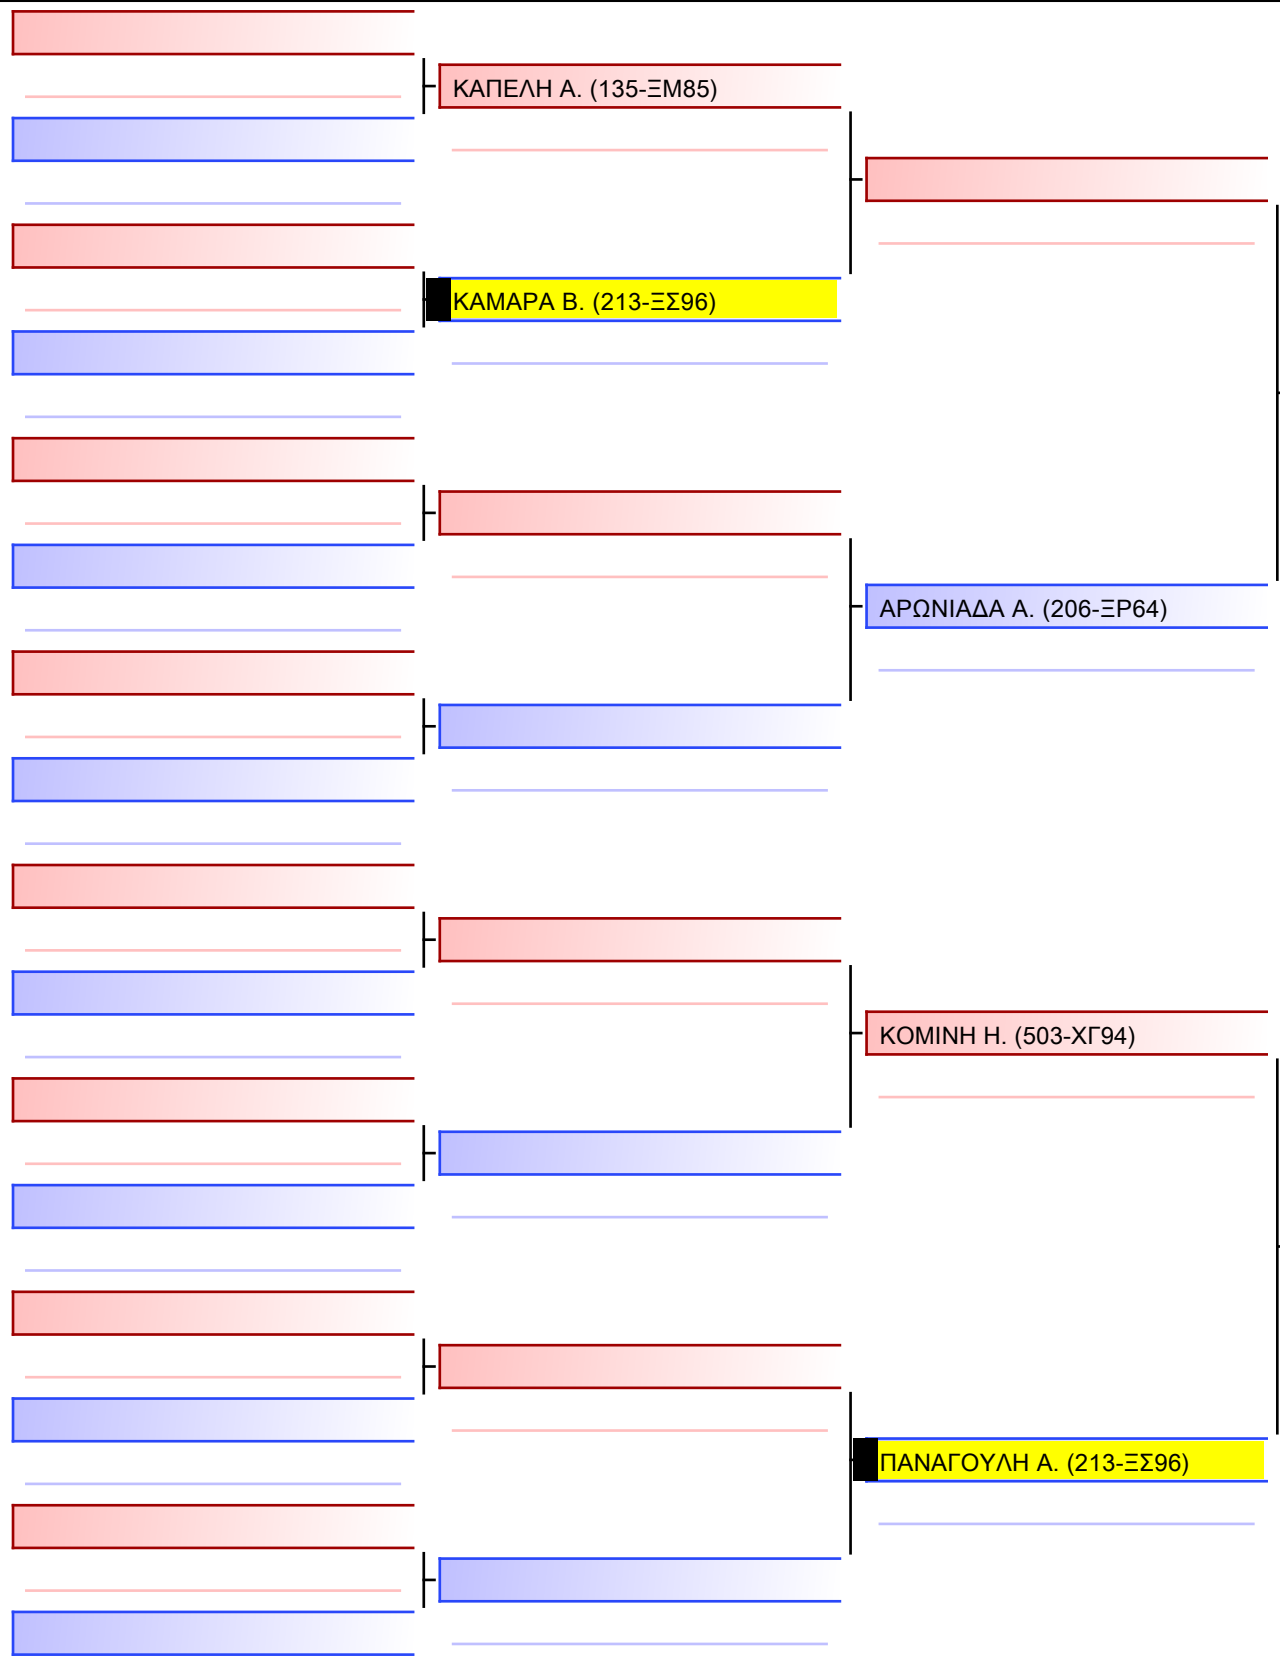 ΚΑΠΕΛΗ Α. (135-ΞΜ85)
ΚΑΜΑΡΑ Β. (213-ΞΣ96)
ΑΡΩΝΙΑΔΑ Α. (206-ΞΡ64)
ΚΟΜΙΝΗ Η. (503-ΧΓ94)
ΠΑΝΑΓΟΥΛΗ Α. (213-ΞΣ96)